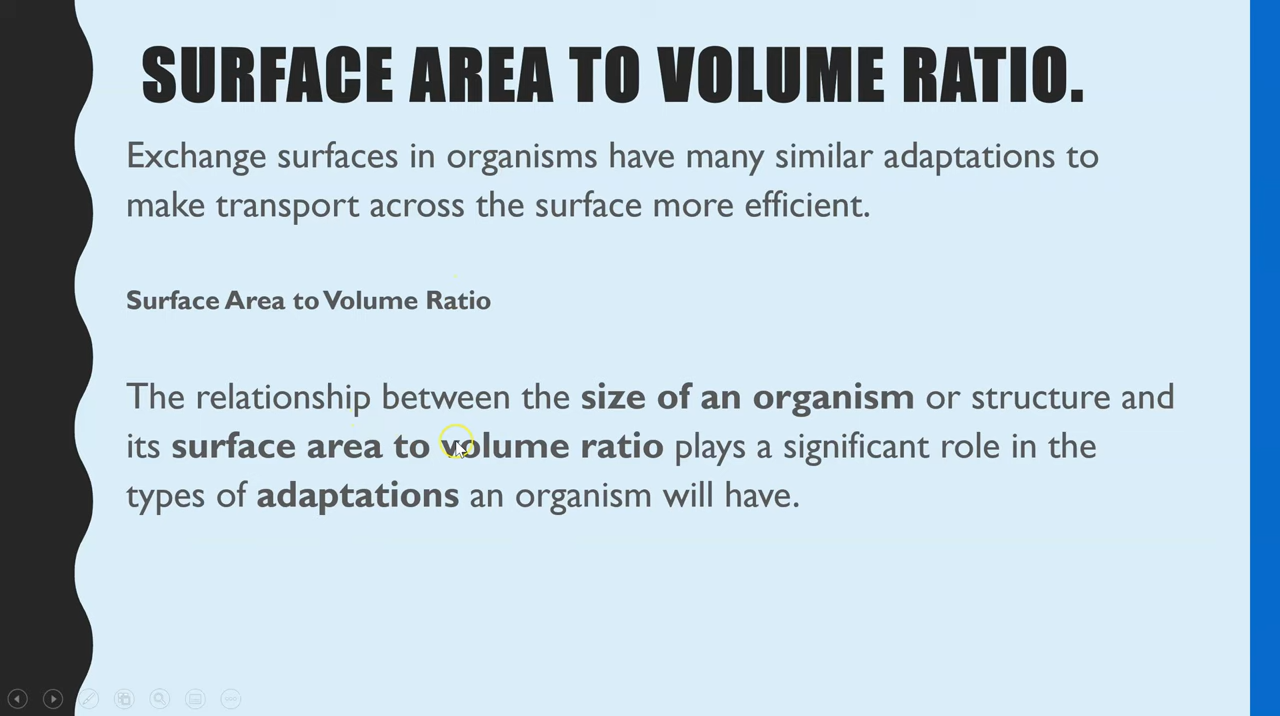 SURFACE AREA TO VOLUME RATIO.
Exchange surfaces in organisms have many similar adaptations to
make transport across the surface more efficient.
Surface Area to Volume Ratio
The relationship between the size of an organism or structure and
its surface area to volume ratio plays a significant role in the
types of adaptations an organism will have.